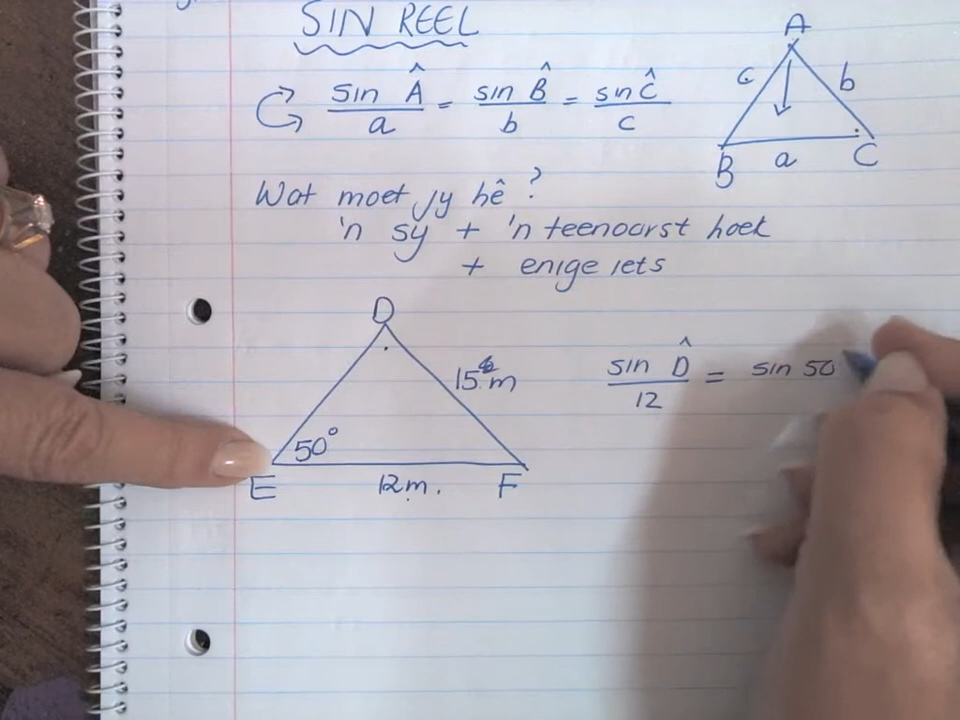 SIN REEL
sin Â / a = sin B̂ / b = sin Ĉ / c
A
c b
B a C
Wat moet jy hê?
'n sy + 'n teenoorst hoek
+ enige iets
D
15 m
50°
E 12m. F
sin D̂ / 12 = sin 50